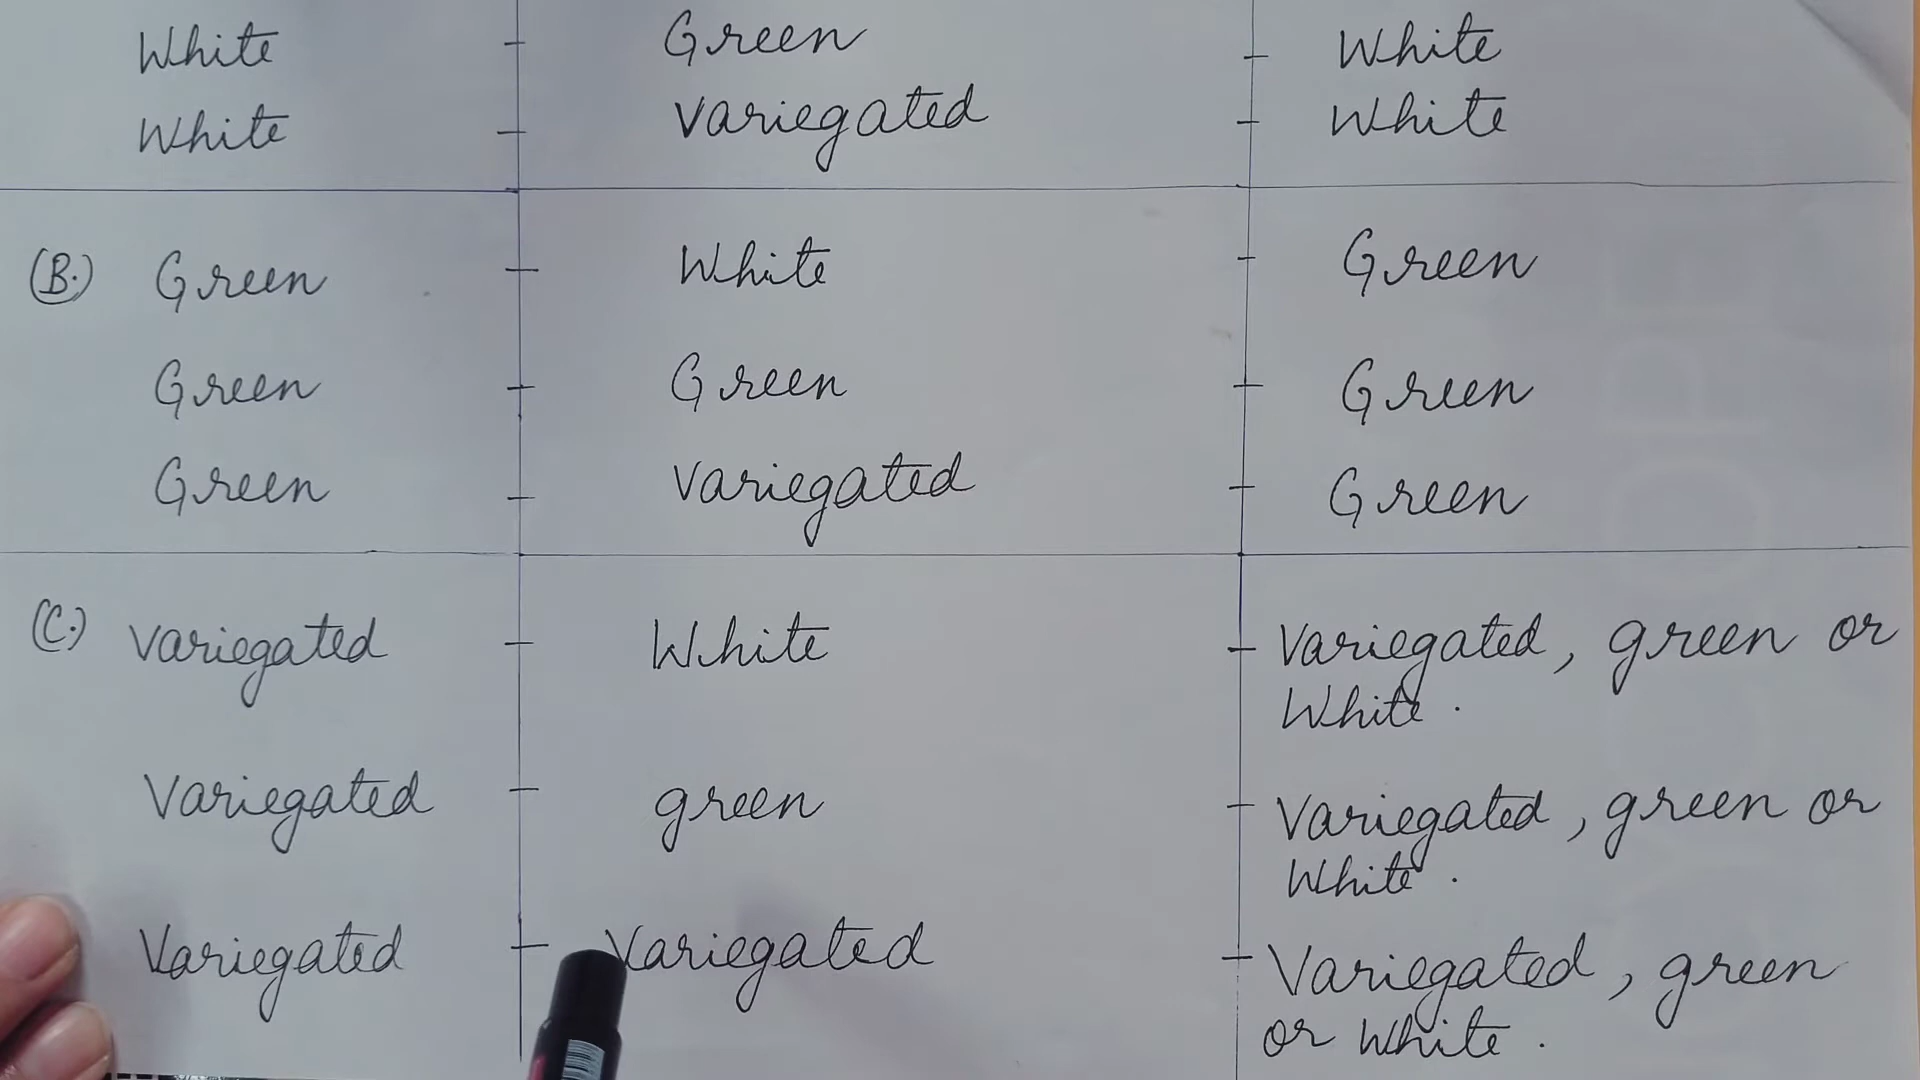 White Green White
White Variegated White
(B.) Green White Green
Green Green Green
Green Variegated Green
(C.) Variegated White Variegated, green or
White.
Variegated green Variegated, green or
White.
Variegated Variegated Variegated, green
or White.